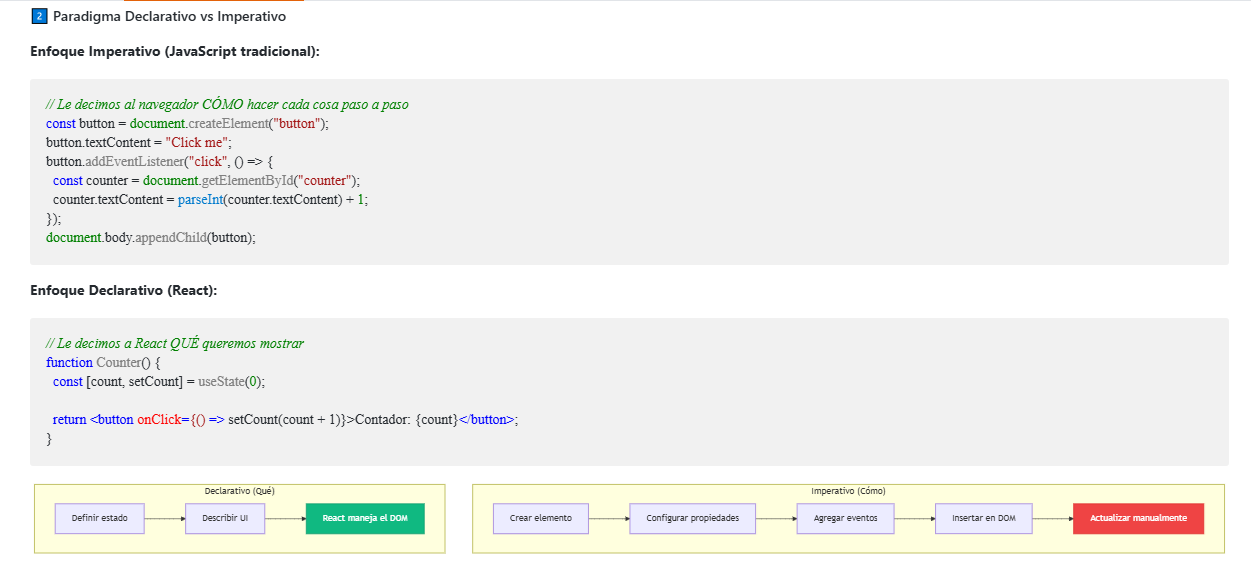 2 Paradigma Declarativo vs Imperativo
Enfoque Imperativo (JavaScript tradicional):
// Le decimos al navegador CÓMO hacer cada cosa paso a paso
const button = document.createElement("button");
button.textContent = "Click me";
button.addEventListener("click", () => {
  const counter = document.getElementById("counter");
  counter.textContent = parseInt(counter.textContent) + 1;
});
document.body.appendChild(button);
Enfoque Declarativo (React):
// Le decimos a React QUÉ queremos mostrar
function Counter() {
  const [count, setCount] = useState(0);
  return <button onClick={() => setCount(count + 1)}>Contador: {count}</button>;
}
Declarativo (Qué)
Definir estado
Describir UI
React maneja el DOM
Imperativo (Cómo)
Crear elemento
Configurar propiedades
Agregar eventos
Insertar en DOM
Actualizar manualmente